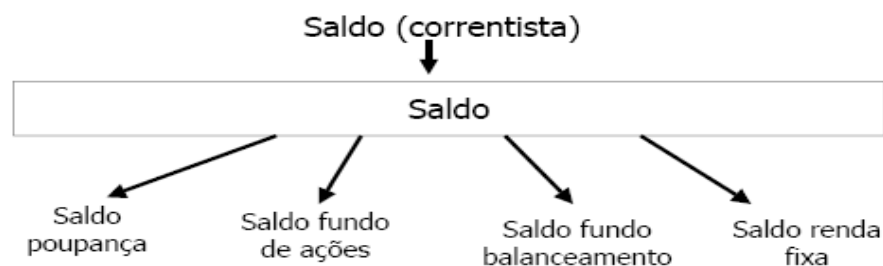 Saldo (correntista)
Saldo
Saldo
poupança
Saldo fundo
de ações
Saldo fundo
balanceamento
Saldo renda
fixa